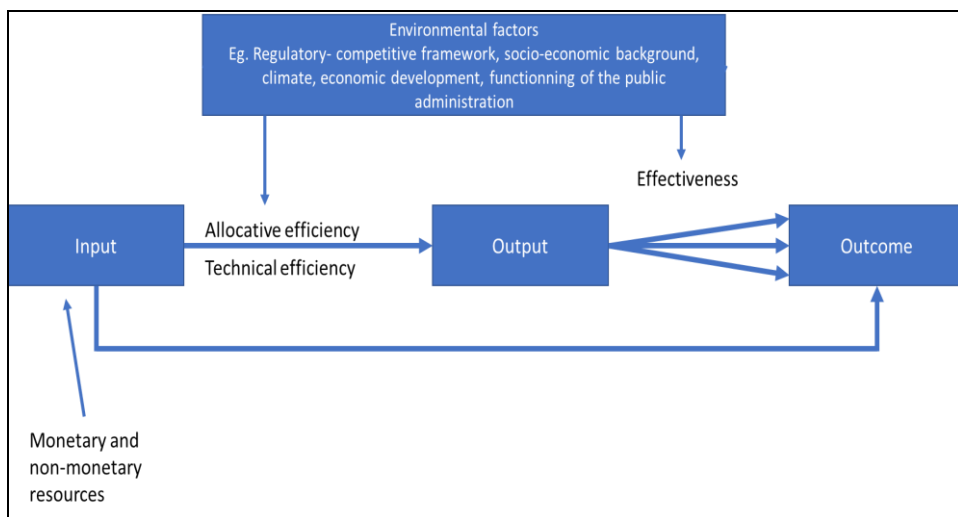 Environmental factors
Eg. Regulatory- competitive framework, socio-economic background,
climate, economic development, functionning of the public
administration
Effectiveness
Input
Allocative efficiency
Technical efficiency
Output
Outcome
Monetary and
non-monetary
resources